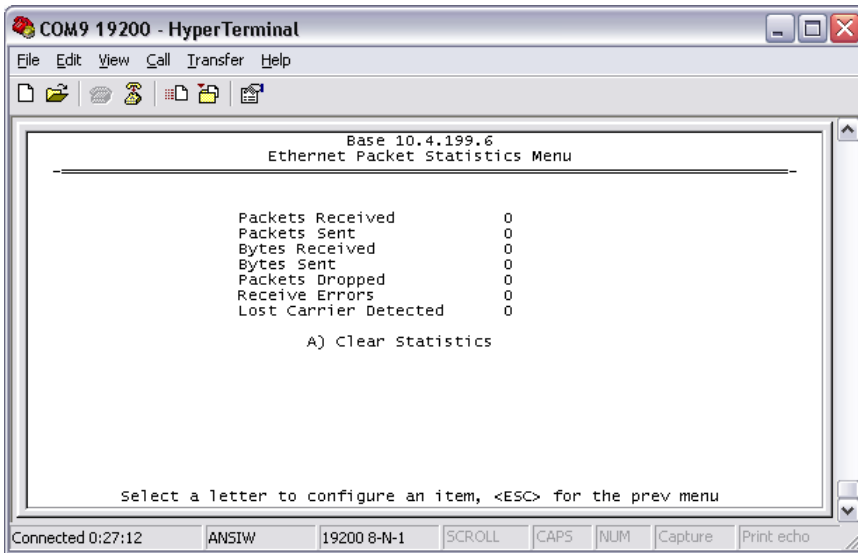 COM9 19200 - HyperTerminal
File Edit View Call Transfer Help
Base 10.4.199.6
Ethernet Packet Statistics Menu
Packets Received 0
Packets Sent 0
Bytes Received 0
Bytes Sent 0
Packets Dropped 0
Receive Errors 0
Lost Carrier Detected 0
A) Clear Statistics
Select a letter to configure an item, <ESC> for the prev menu
Connected 0:27:12 ANSIW 19200 8-N-1 SCROLL CAPS NUM Capture Print echo